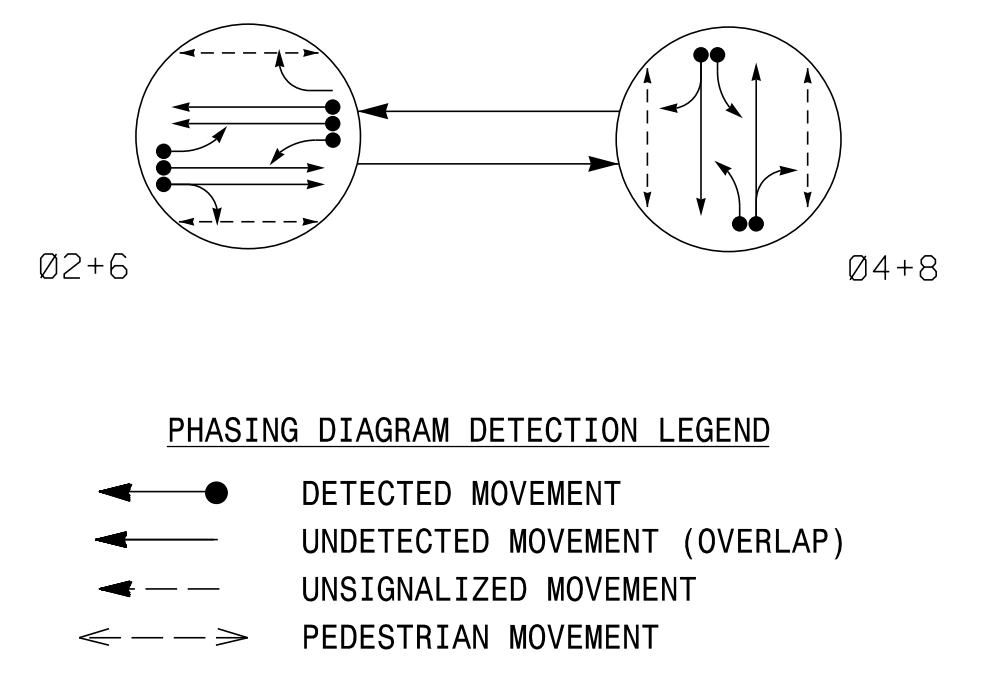 Ø2+6
Ø4+8
PHASING DIAGRAM DETECTION LEGEND
DETECTED MOVEMENT
UNDETECTED MOVEMENT (OVERLAP)
UNSIGNALIZED MOVEMENT
PEDESTRIAN MOVEMENT